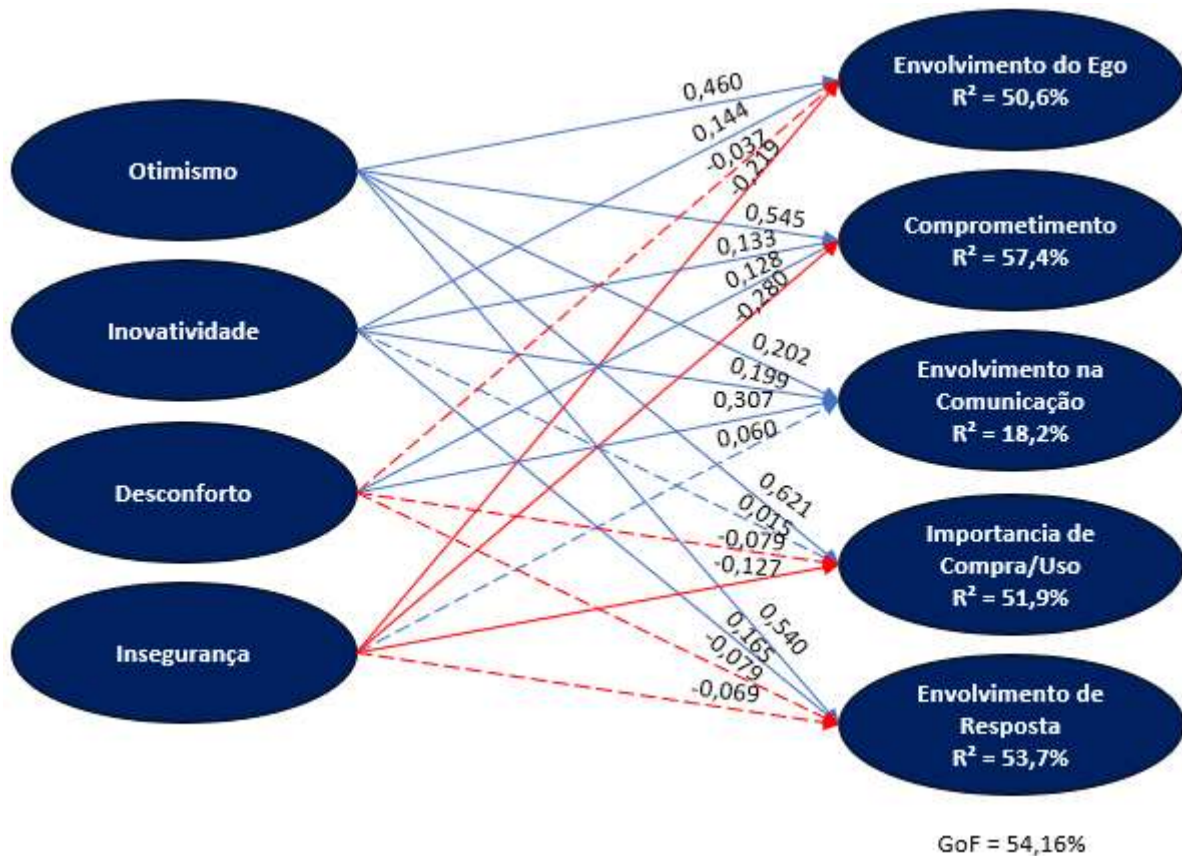 Otimismo
Inovatividade
Desconforto
Insegurança
0,460
0,144
-0,037
-0,219
0,545
0,133
0,128
-0,280
0,202
0,199
0,307
0,060
0,621
0,015
-0,079
-0,127
0,540
0,165
-0,079
-0,069
Envolvimento do Ego
R² = 50,6%
Comprometimento
R² = 57,4%
Envolvimento na
Comunicação
R² = 18,2%
Importancia de
Compra/Uso
R² = 51,9%
Envolvimento de
Resposta
R² = 53,7%
GoF = 54,16%